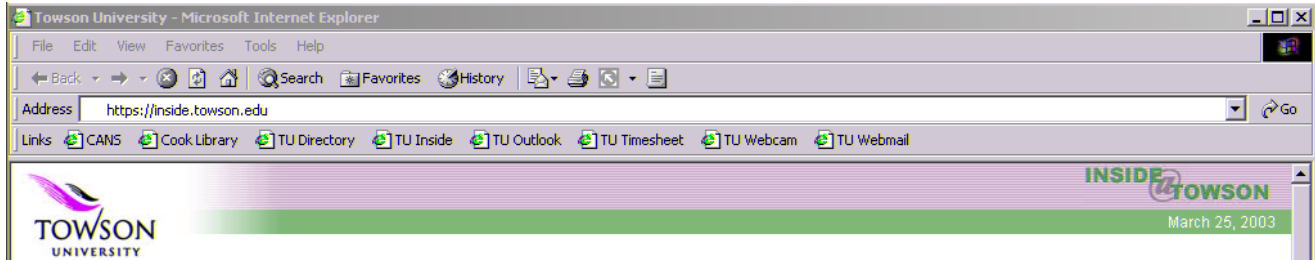 Towson University - Microsoft Internet Explorer
File Edit View Favorites Tools Help
Back Search Favorites History
Address https://inside.towson.edu Go
Links CANS Cook Library TU Directory TU Inside TU Outlook TU Timesheet TU Webcam TU Webmail
INSIDE@TOWSON
TOWSON
UNIVERSITY
March 25, 2003